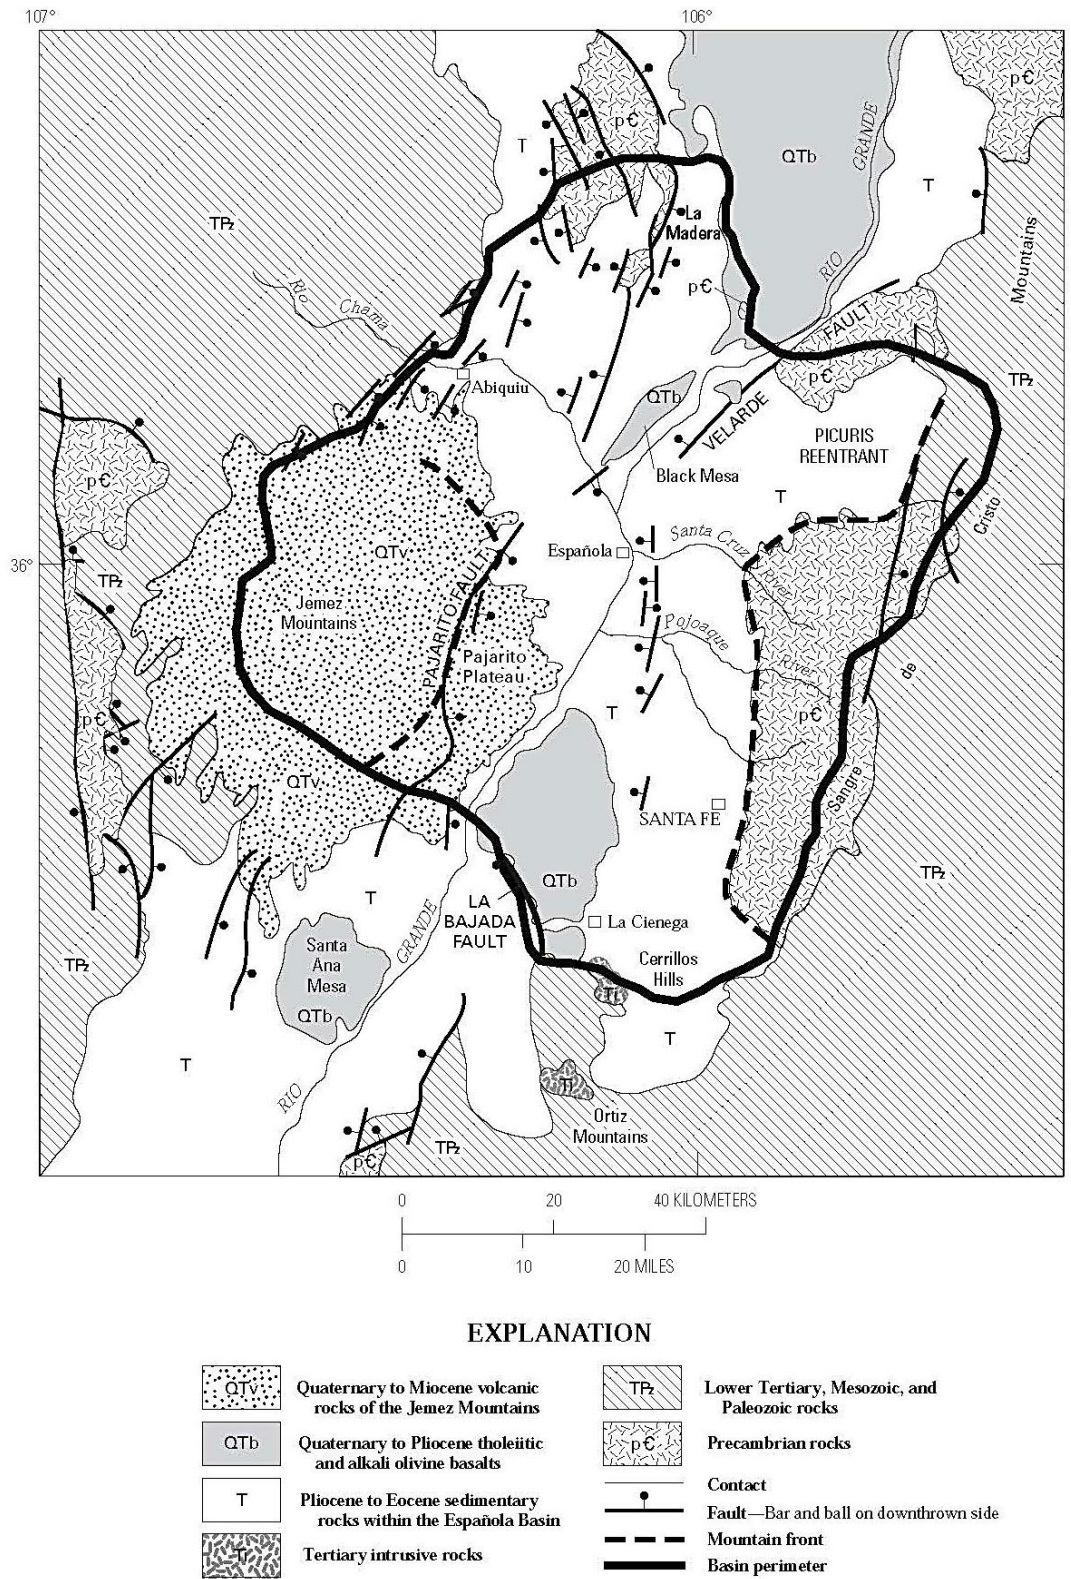 107°
106°
pЄ
pЄ
T
QTb
GRANDE
T
TPz
La
Madera
RIO
Mountains
Rio
Chama
pЄ
FAULT
Abiquiu
QTb
pЄ
TPz
VELARDE
PICURIS
REENTRANT
Black Mesa
pЄ
T
Cristo
Santa Cruz
River
36°
QTv
Española
TPz
Jemez
Mountains
PAJARITO FAULT
Pojoaque
River
Pajarito
Plateau
de
T
pЄ
pЄ
QTv
Sangre
SANTA FE
QTb
TPz
T
LA
BAJADA
FAULT
La Cienega
GRANDE
Santa
Ana
Mesa
QTb
Cerrillos
Hills
TPz
Ti
T
T
Ti
RIO
Ortiz
Mountains
TPz
pЄ
0 20 40 KILOMETERS
0 10 20 MILES
EXPLANATION
QTv Quaternary to Miocene volcanic
rocks of the Jemez Mountains
QTb Quaternary to Pliocene tholeiitic
and alkali olivine basalts
T Pliocene to Eocene sedimentary
rocks within the Española Basin
Ti Tertiary intrusive rocks
TPz Lower Tertiary, Mesozoic, and
Paleozoic rocks
pЄ Precambrian rocks
Contact
Fault—Bar and ball on downthrown side
Mountain front
Basin perimeter